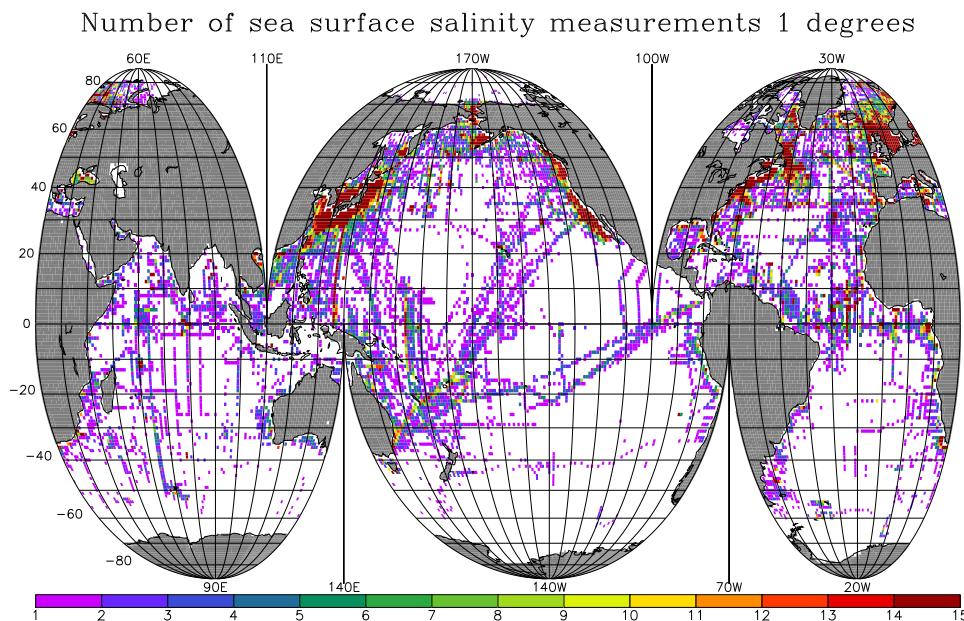 Number of sea surface salinity measurements 1 degrees
60E 110E 170W 100W 30W
80
60
40
20
0
−20
−40
−60
−80
90E 140E 140W 70W 20W
1 2 3 4 5 6 7 8 9 10 11 12 13 14 15